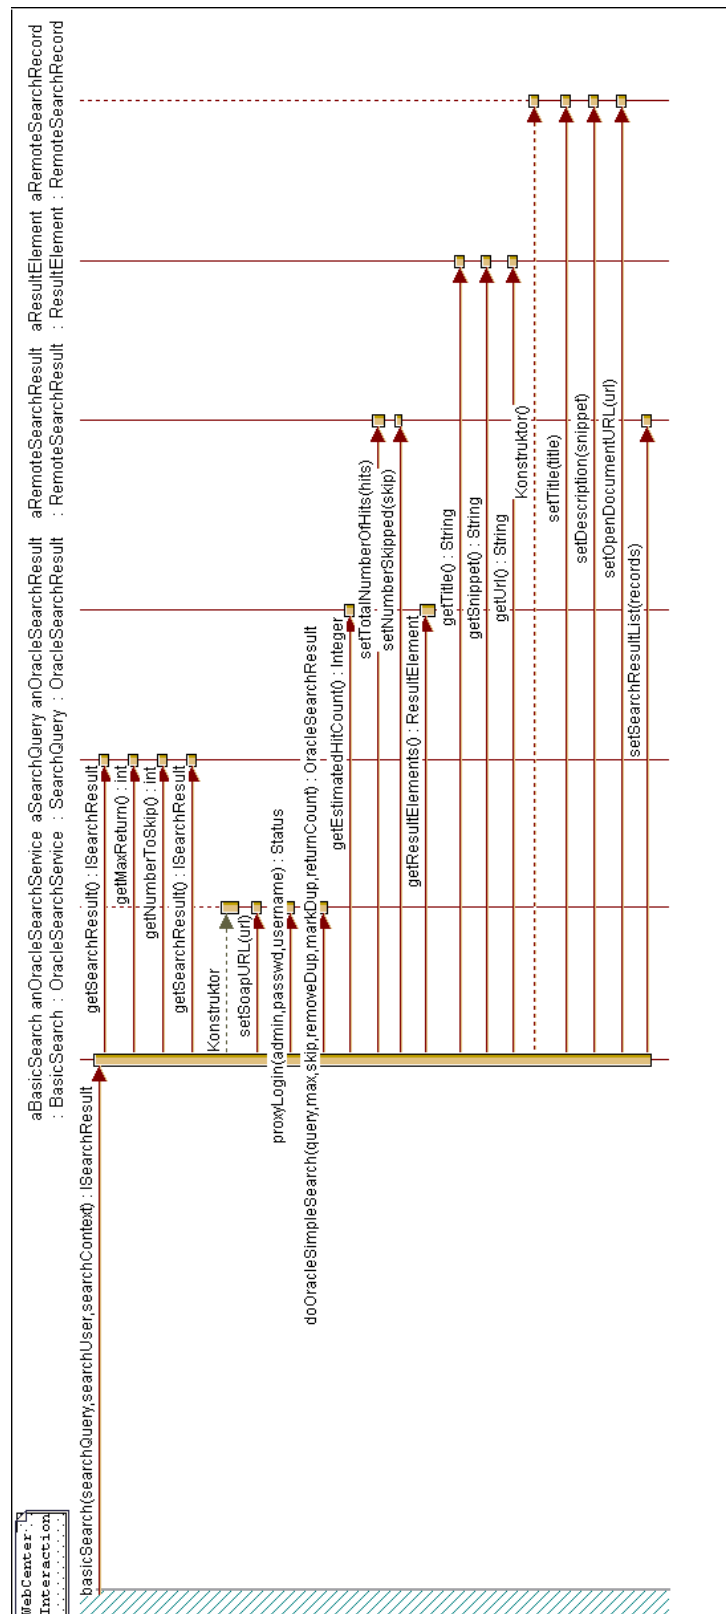 WebCenter
Interaction
aBasicSearch anOracleSearchService aSearchQuery anOracleSearchResult aRemoteSearchResult aResultElement aRemoteSearchRecord
: BasicSearch : OracleSearchService : SearchQuery : OracleSearchResult : RemoteSearchResult : ResultElement : RemoteSearchRecord
basicSearch(searchQuery,searchUser,searchContext) : ISearchResult
getSearchResult() : ISearchResult
getMaxReturn() : int
getNumberToSkip() : int
getSearchResult() : ISearchResult
Konstruktor
setSoapURL(url)
proxyLogin(admin,passwd,username) : Status
doOracleSimpleSearch(query,max,skip,removeDup,markDup,returnCount) : OracleSearchResult
getEstimatedHitCount() : Integer
setTotalNumberOfHits(hits)
setNumberSkipped(skip)
getResultElements() : ResultElement
getTitle() : String
getSnippet() : String
getUrl() : String
Konstruktor()
setTitle(title)
setDescription(snippet)
setOpenDocumentURL(url)
setSearchResultList(records)